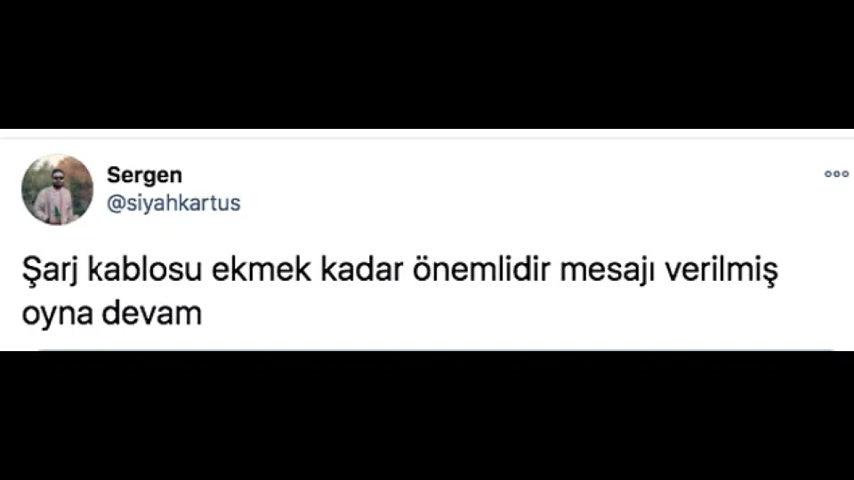 Sergen
@siyahkartus
Şarj kablosu ekmek kadar önemlidir mesajı verilmiş
oyna devam